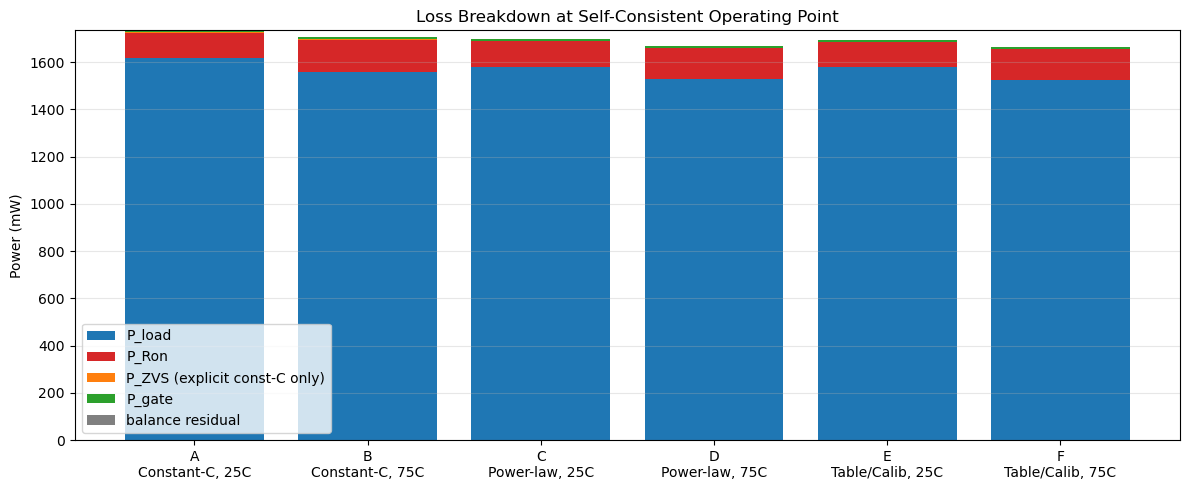 Loss Breakdown at Self-Consistent Operating Point
Power (mW)
1600
1400
1200
1000
800
600
400
200
0
P_load
P_Ron
P_ZVS (explicit const-C only)
P_gate
balance residual
A
Constant-C, 25C
B
Constant-C, 75C
C
Power-law, 25C
D
Power-law, 75C
E
Table/Calib, 25C
F
Table/Calib, 75C